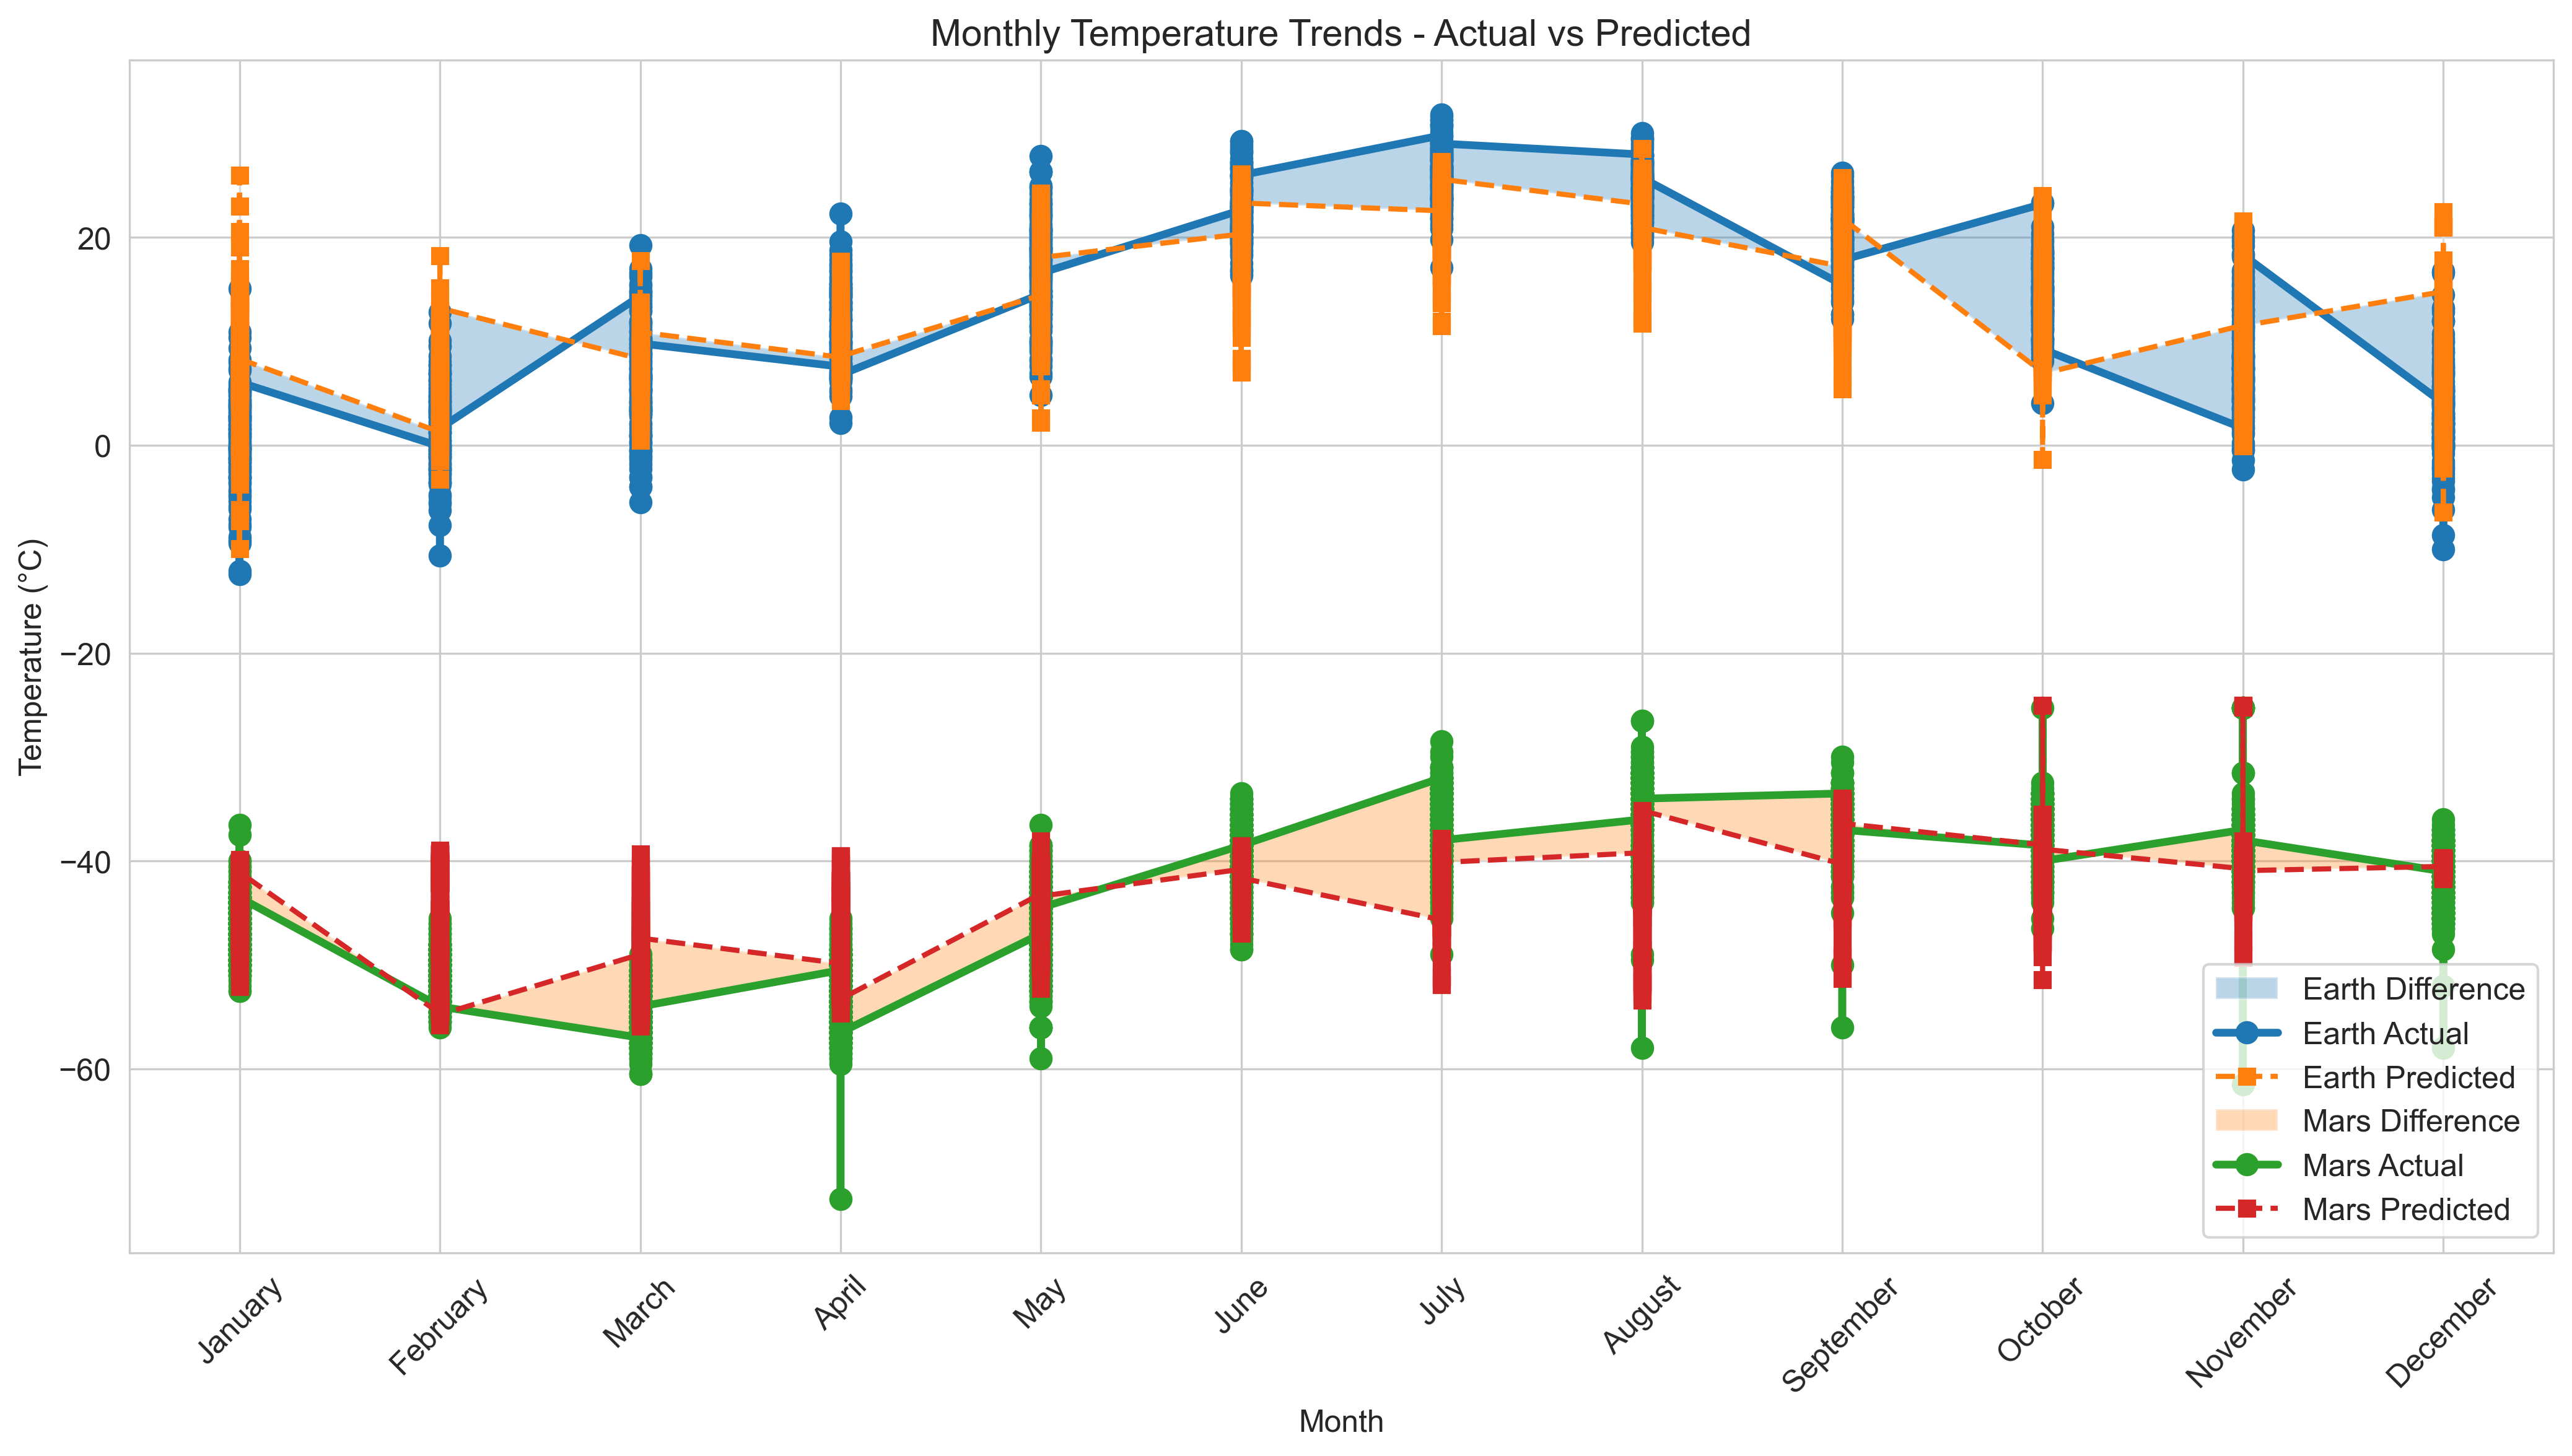 Monthly Temperature Trends - Actual vs Predicted
Temperature (°C)
20
0
−20
−40
−60
January
February
March
April
May
June
July
August
September
October
November
December
Month
Earth Difference
Earth Actual
Earth Predicted
Mars Difference
Mars Actual
Mars Predicted